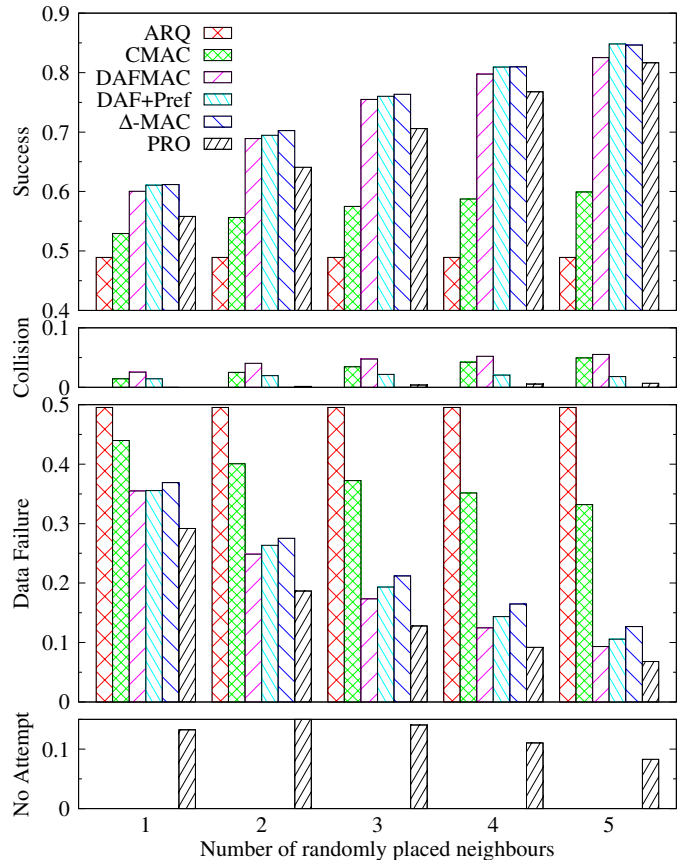 0.9
0.8
0.7
0.6
0.5
0.4
Success
ARQ
CMAC
DAFMAC
DAF+Pref
Δ-MAC
PRO
0.1
0
Collision
0.5
0.4
0.3
0.2
0.1
0
Data Failure
0.1
0
No Attempt
1 2 3 4 5
Number of randomly placed neighbours